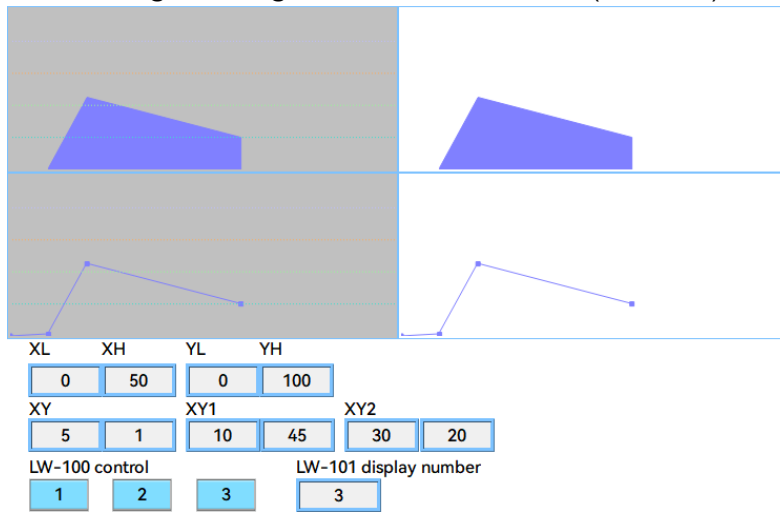 XL XH YL YH
0 50 0 100
XY XY1 XY2
5 1 10 45 30 20
LW-100 control LW-101 display number
1 2 3 3